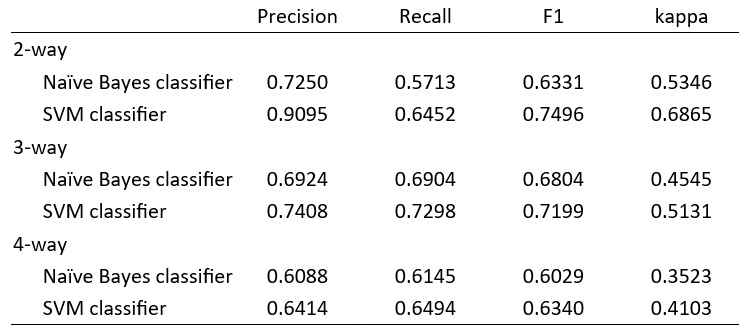 Precision Recall F1 kappa
2-way
Naïve Bayes classifier 0.7250 0.5713 0.6331 0.5346
SVM classifier 0.9095 0.6452 0.7496 0.6865
3-way
Naïve Bayes classifier 0.6924 0.6904 0.6804 0.4545
SVM classifier 0.7408 0.7298 0.7199 0.5131
4-way
Naïve Bayes classifier 0.6088 0.6145 0.6029 0.3523
SVM classifier 0.6414 0.6494 0.6340 0.4103